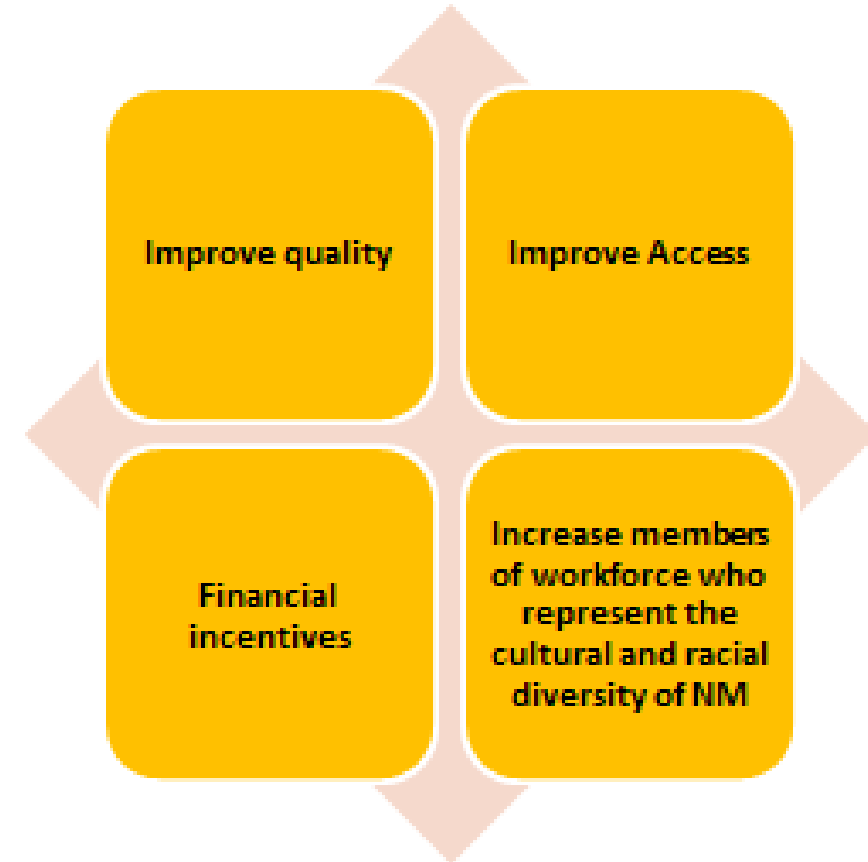 Improve quality
Improve Access
Financial
incentives
Increase members
of workforce who
represent the
cultural and racial
diversity of NM